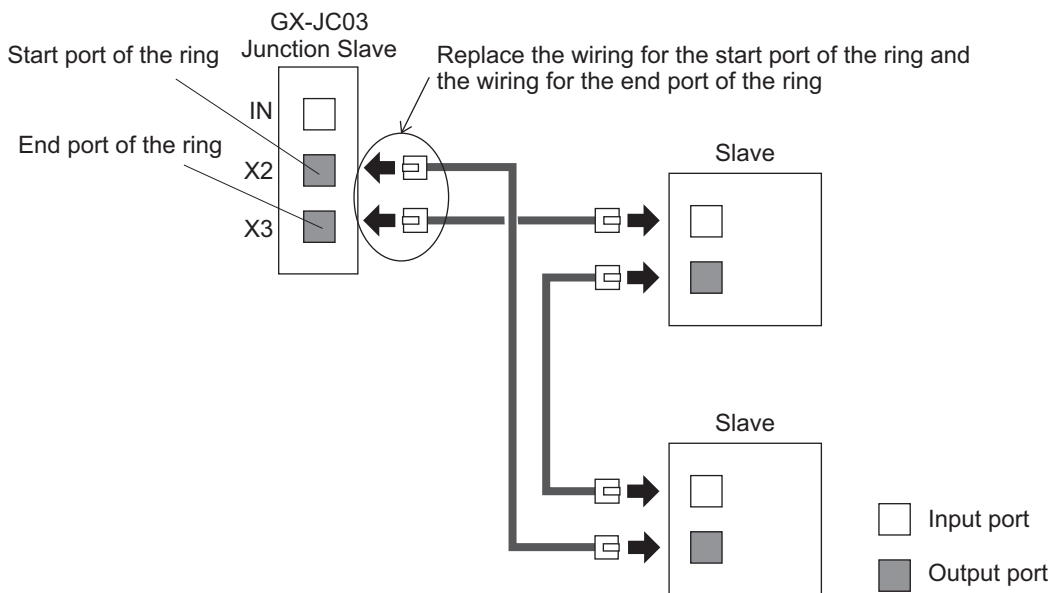 GX-JC03
Junction Slave
Start port of the ring
Replace the wiring for the start port of the ring and
the wiring for the end port of the ring
IN
End port of the ring
X2
X3
Slave
Slave
Input port
Output port